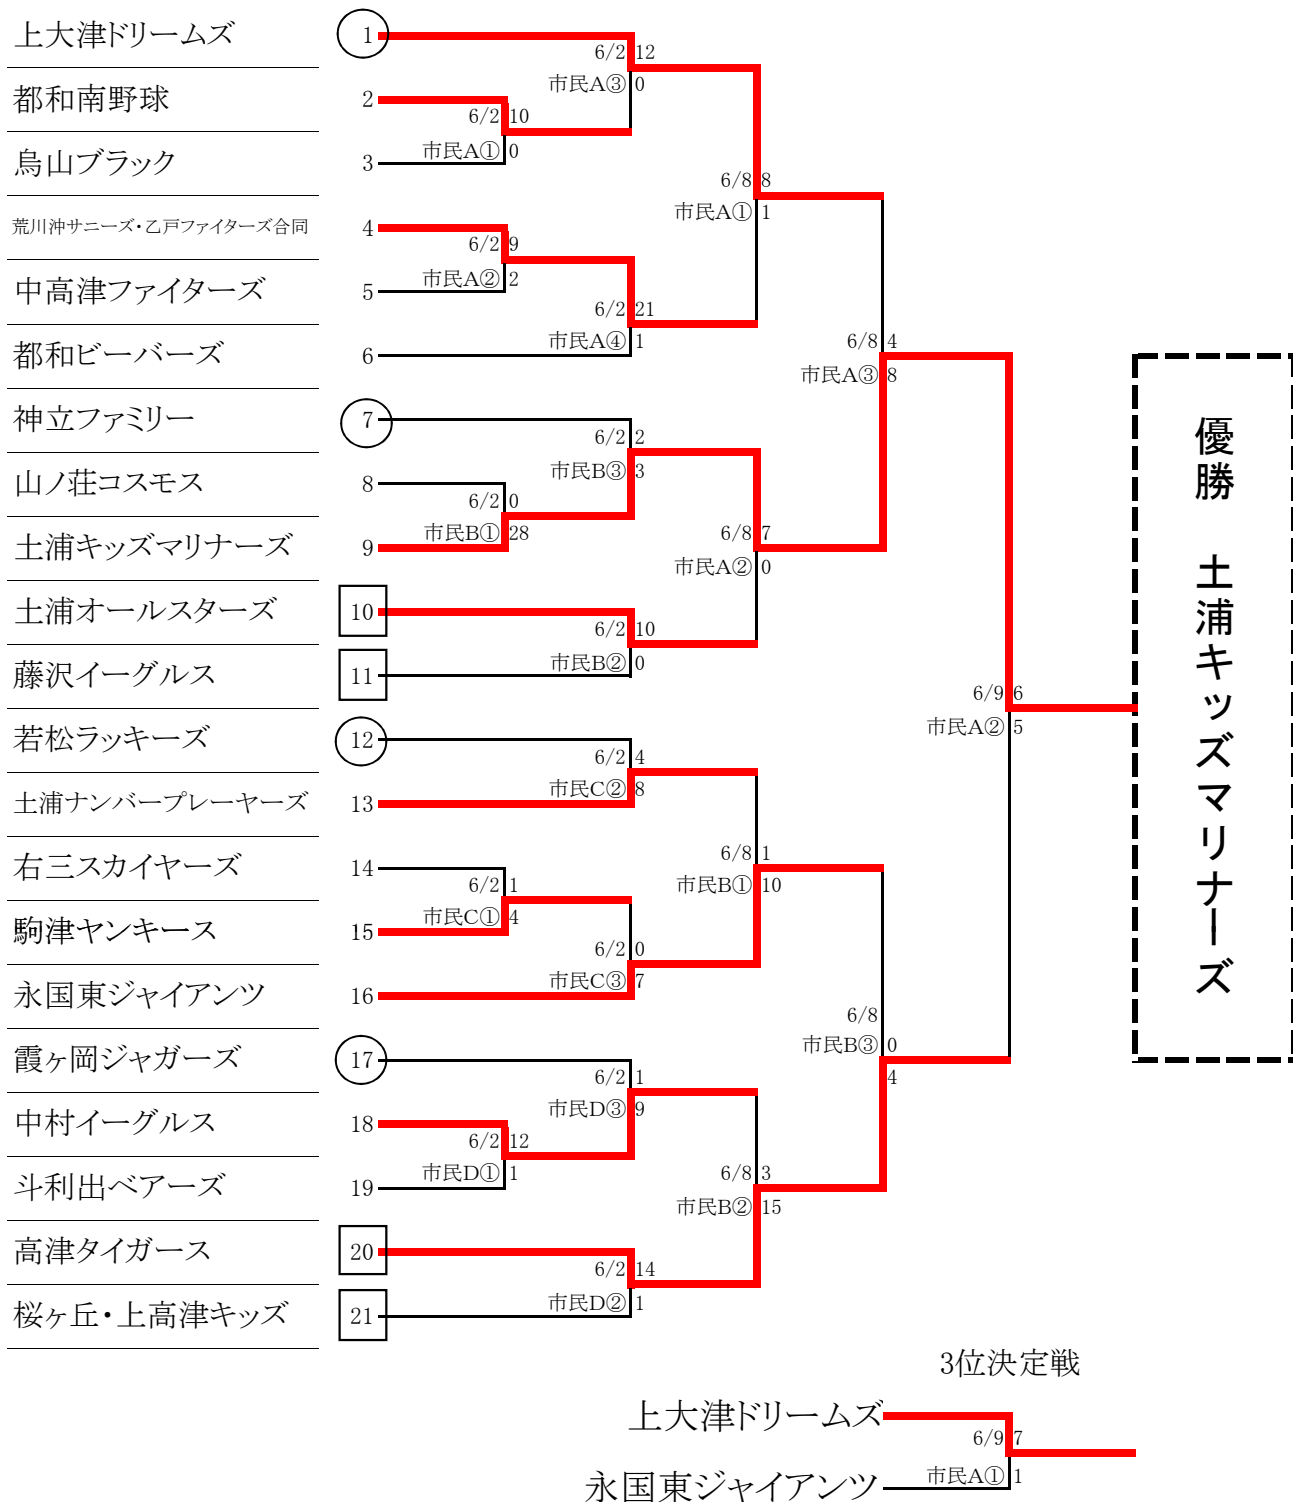 上大津ドリームズ 1
6/2 12
都和南野球 2
市民A③ 0
6/2 10
烏山ブラック 3
市民A① 0
6/8 8
市民A① 1
荒川沖サニーズ・乙戸ファイターズ合同 4
6/2 9
中高津ファイターズ 5
市民A② 2
6/2 21
都和ビーバーズ 6
市民A④ 1
6/8 4
市民A③ 8
神立ファミリー 7
6/2 2
市民B③ 3
山ノ荘コスモス 8
6/2 0
土浦キッズマリナーズ 9
市民B① 28
6/8 7
市民A② 0
土浦オールスターズ 10
6/2 10
藤沢イーグルス 11
市民B② 0
6/9 6
市民A② 5
優勝 土浦キッズマリナーズ
若松ラッキーズ 12
6/2 4
土浦ナンバープレーヤーズ 13
市民C② 8
6/8 1
市民B① 10
右三スカイヤーズ 14
6/2 1
駒津ヤンキース 15
市民C① 4
6/2 0
永国東ジャイアンツ 16
市民C③ 7
6/8
市民B③ 0
4
霞ヶ岡ジャガーズ 17
6/2 1
市民D③ 9
中村イーグルス 18
6/2 12
斗利出ベアーズ 19
市民D① 1
6/8 3
市民B② 15
高津タイガース 20
6/2 14
桜ヶ丘・上高津キッズ 21
市民D② 1
3位決定戦
上大津ドリームズ
6/9 7
市民A① 1
永国東ジャイアンツ